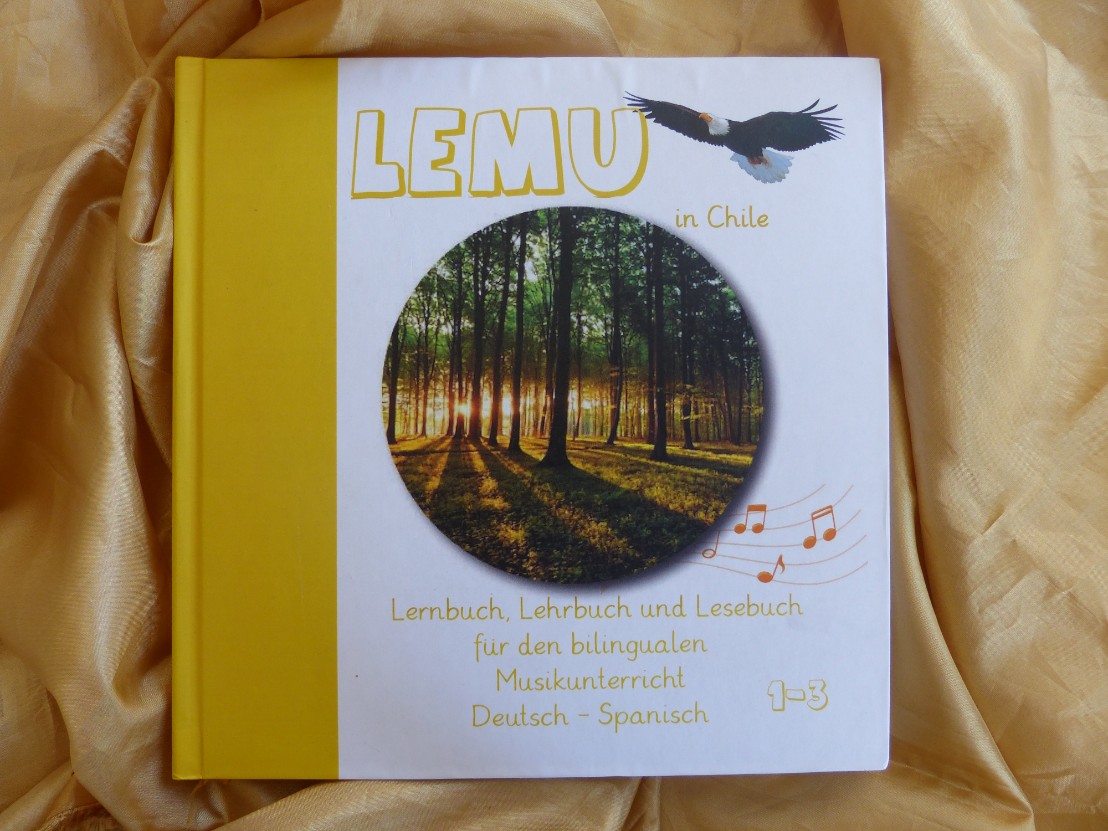 LEMU
in Chile
Lernbuch, Lehrbuch und Lesebuch
für den bilingualen
Musikunterricht
Deutsch - Spanisch
1-3